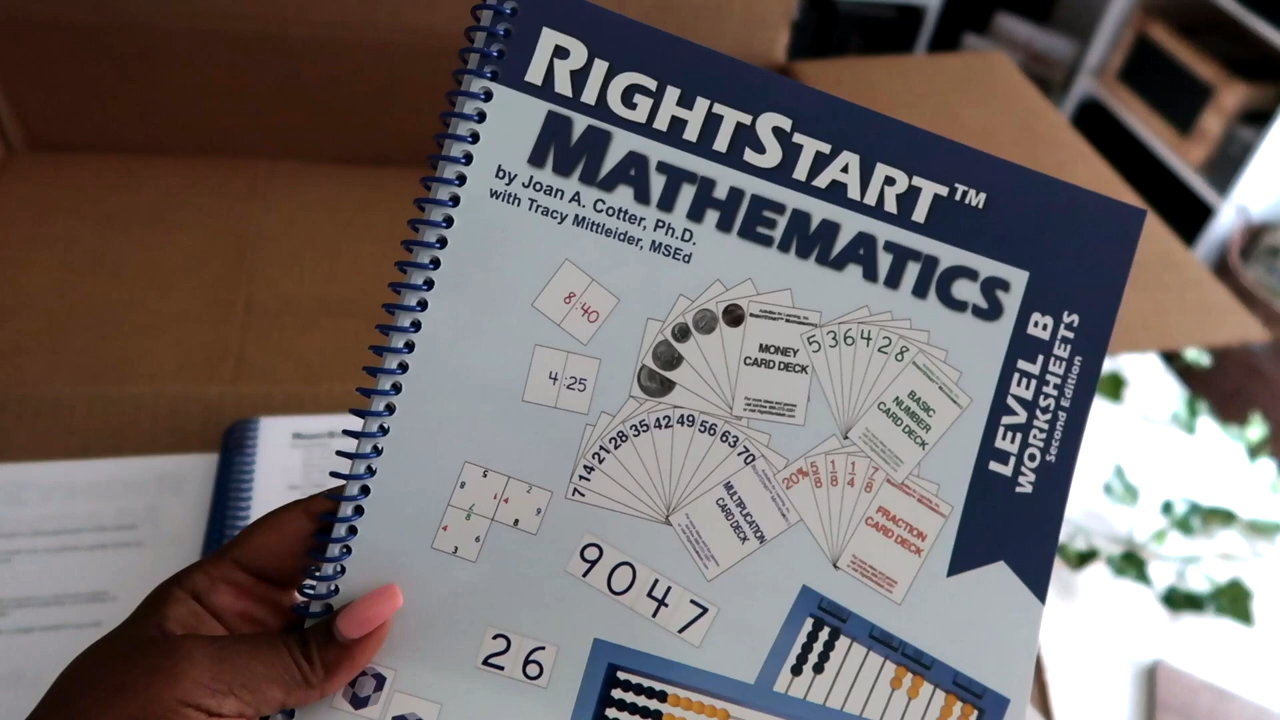 RIGHTSTART™
MATHEMATICS
by Joan A. Cotter, Ph.D.
with Tracy Mittleider, MSEd
LEVEL B
WORKSHEETS
Second Edition
8:40
4:25
MONEY
CARD DECK
5 3 6 4 2 8
BASIC
NUMBER
CARD DECK
7 14 21 28 35 42 49 56 63 70
MULTIPLICATION
CARD DECK
20% 5/8 1/8 1/4 7/8
FRACTION
CARD DECK
9047
26